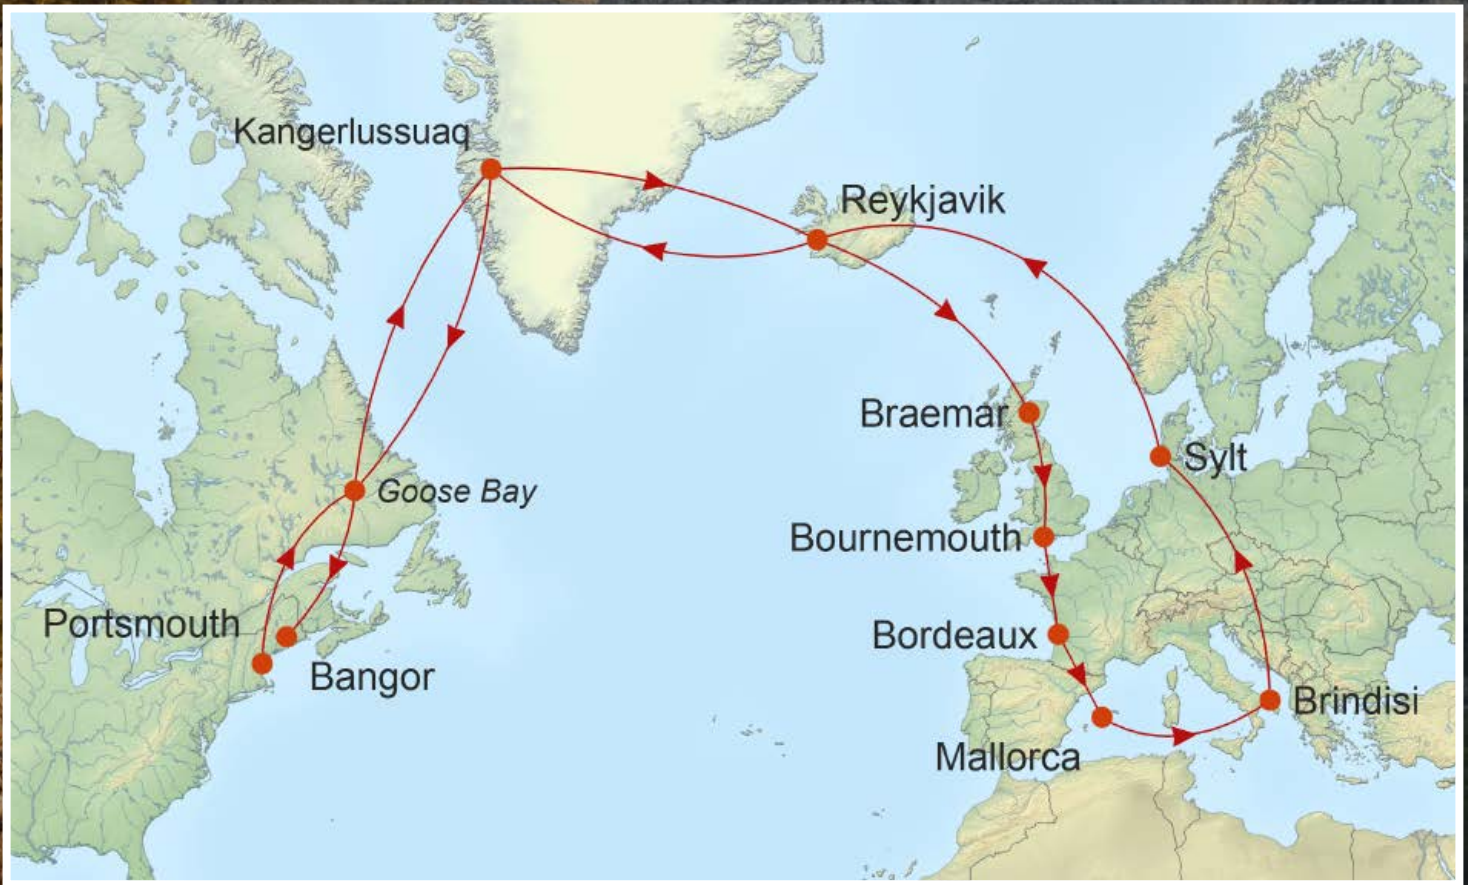 Kangerlussuaq
Reykjavik
Braemar
Sylt
Goose Bay
Bournemouth
Portsmouth
Bordeaux
Bangor
Brindisi
Mallorca